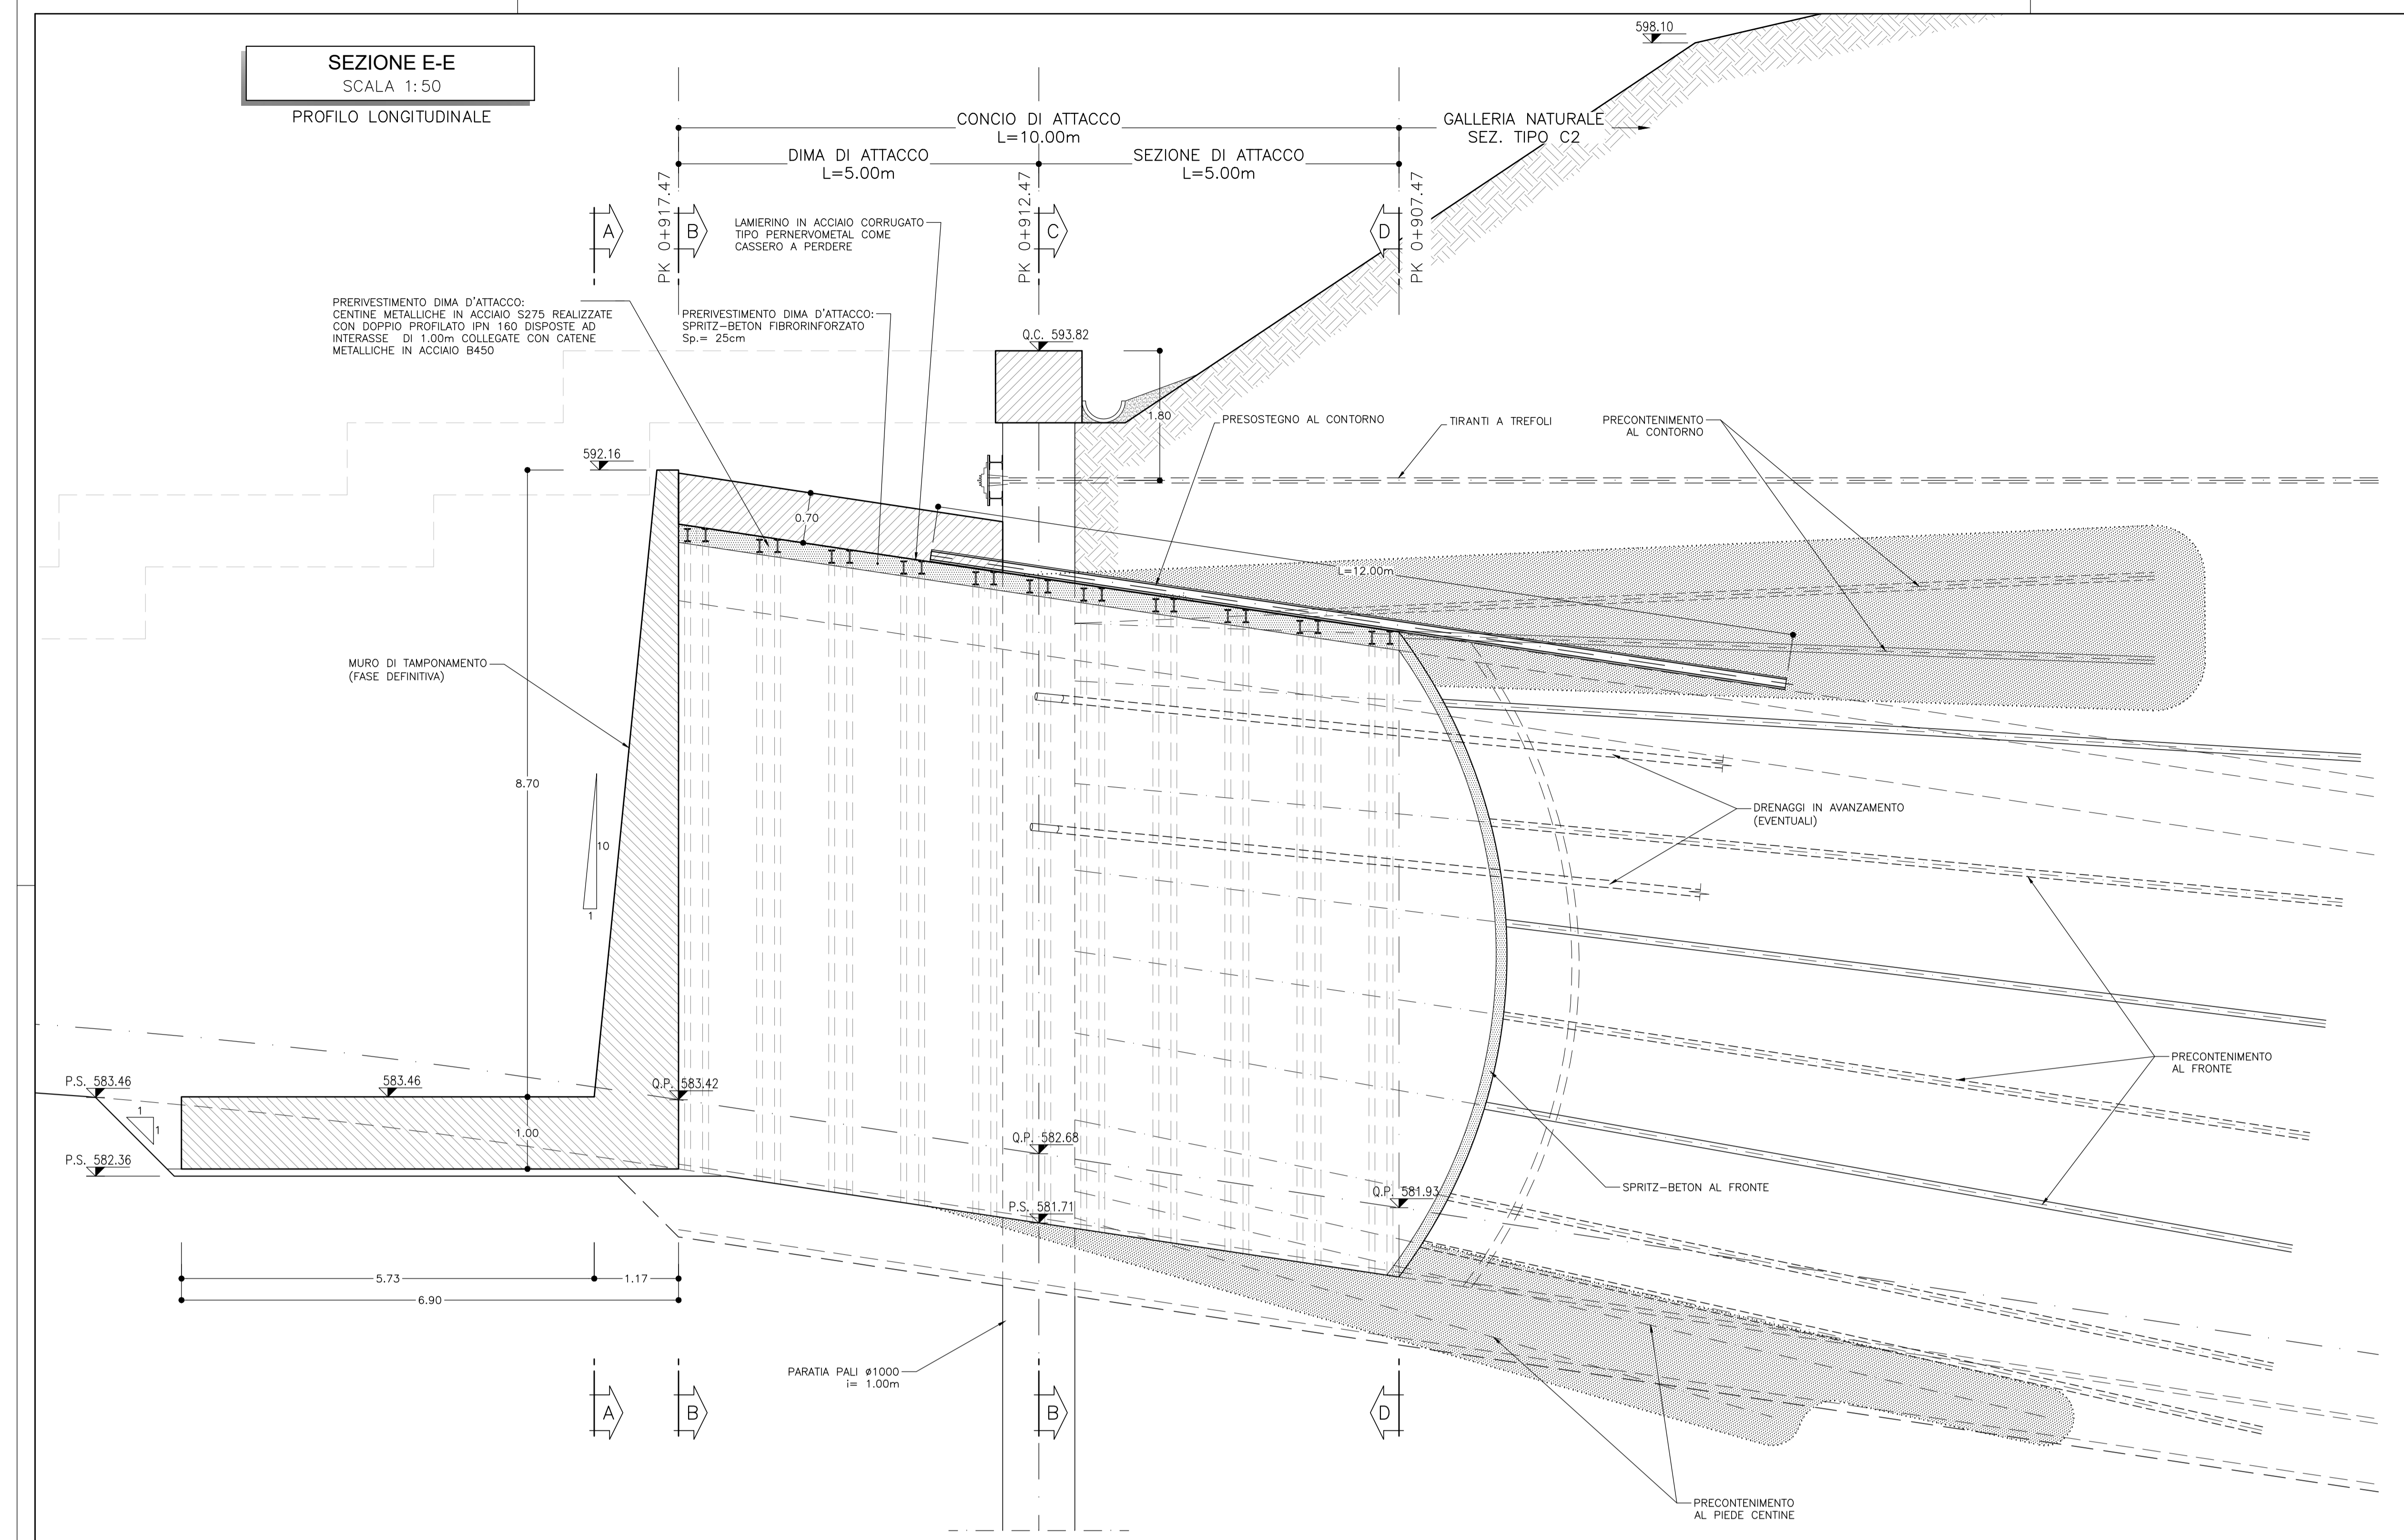 SEZIONE E-E
SCALA 1:50
PROFILO LONGITUDINALE
598.10
CONCIO DI ATTACCO
L=10.00m
GALLERIA NATURALE
SEZ. TIPO C2
DIMA DI ATTACCO
L=5.00m
SEZIONE DI ATTACCO
L=5.00m
PK 0+917.47
PK 0+912.47
PK 0+907.47
A
B
C
D
LAMIERINO IN ACCIAIO CORRUGATO
TIPO PERNERVOMETAL COME
CASSERO A PERDERE
PRERIVESTIMENTO DIMA D'ATTACCO:
CENTINE METALLICHE IN ACCIAIO S275 REALIZZATE
CON DOPPIO PROFILATO IPN 160 DISPOSTE AD
INTERASSE DI 1.00m COLLEGATE CON CATENE
METALLICHE IN ACCIAIO B450
PRERIVESTIMENTO DIMA D'ATTACCO:
SPRITZ-BETON FIBRORINFORZATO
Sp.= 25cm
Q.C. 593.82
1.80
PRESOSTEGNO AL CONTORNO
TIRANTI A TREFOLI
PRECONTENIMENTO
AL CONTORNO
592.16
0.70
L=12.00m
MURO DI TAMPONAMENTO
(FASE DEFINITIVA)
8.70
10
1
DRENAGGI IN AVANZAMENTO
(EVENTUALI)
PRECONTENIMENTO
AL FRONTE
P.S. 583.46
583.46
Q.P. 583.42
1
1
1.00
Q.P. 582.68
P.S. 582.36
Q.P. 581.93
SPRITZ-BETON AL FRONTE
P.S. 581.71
5.73
1.17
6.90
PARATIA PALI ø1000
i= 1.00m
A
B
B
D
PRECONTENIMENTO
AL PIEDE CENTINE